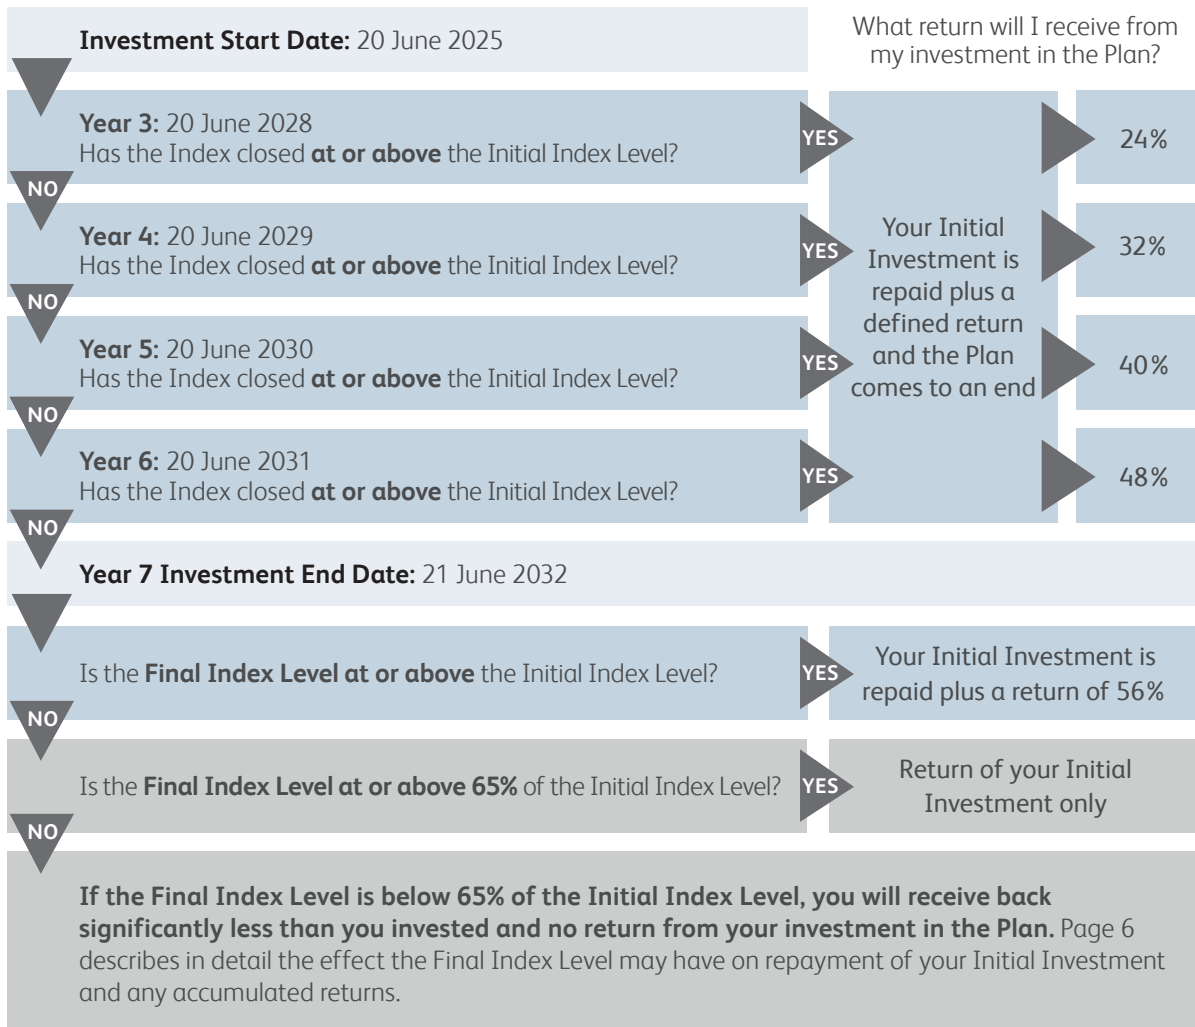 Investment Start Date: 20 June 2025
What return will I receive from
my investment in the Plan?
Year 3: 20 June 2028
Has the Index closed at or above the Initial Index Level?
YES
24%
NO
Year 4: 20 June 2029
Has the Index closed at or above the Initial Index Level?
YES
32%
NO
Year 5: 20 June 2030
Has the Index closed at or above the Initial Index Level?
YES
40%
NO
Year 6: 20 June 2031
Has the Index closed at or above the Initial Index Level?
YES
48%
NO
Your Initial
Investment is
repaid plus a
defined return
and the Plan
comes to an end
Year 7 Investment End Date: 21 June 2032
Is the Final Index Level at or above the Initial Index Level?
YES
Your Initial Investment is
repaid plus a return of 56%
NO
Is the Final Index Level at or above 65% of the Initial Index Level?
YES
Return of your Initial
Investment only
NO
If the Final Index Level is below 65% of the Initial Index Level, you will receive back
significantly less than you invested and no return from your investment in the Plan. Page 6
describes in detail the effect the Final Index Level may have on repayment of your Initial Investment
and any accumulated returns.